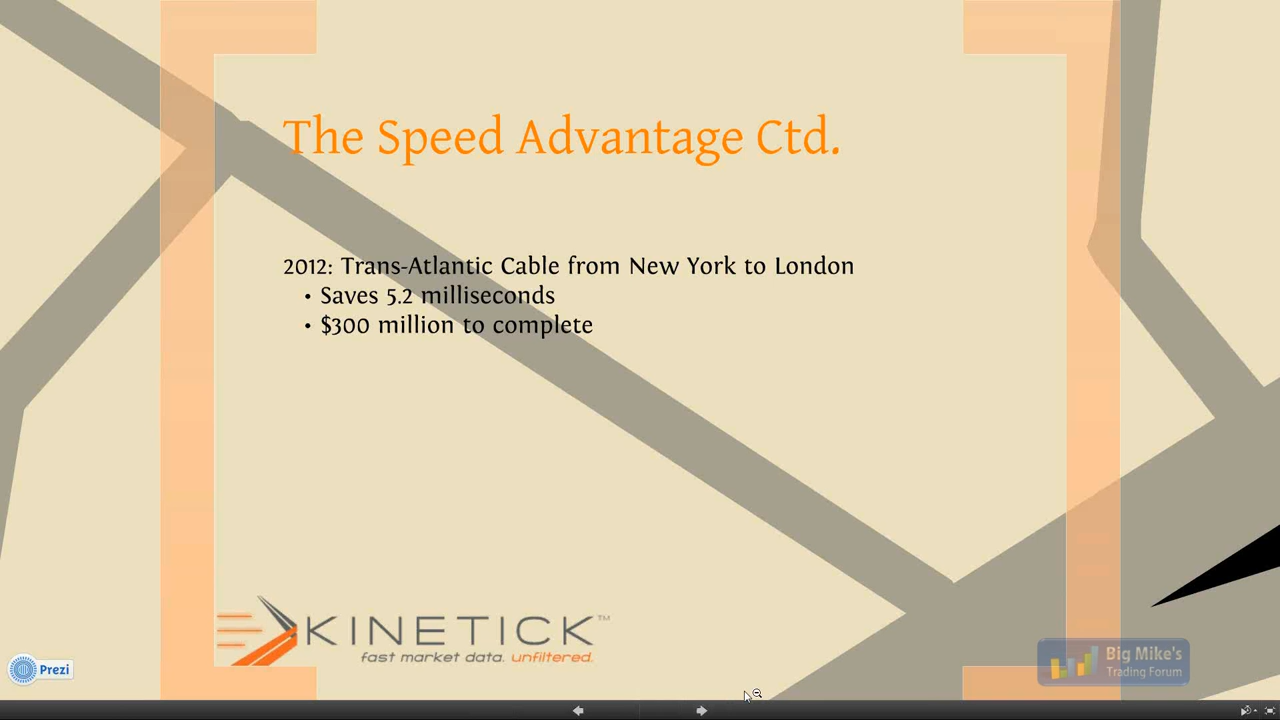 The Speed Advantage Ctd.
2012: Trans-Atlantic Cable from New York to London
• Saves 5.2 milliseconds
• $300 million to complete
KINETICK™
fast market data. unfiltered.
Prezi
Big Mike's
Trading Forum